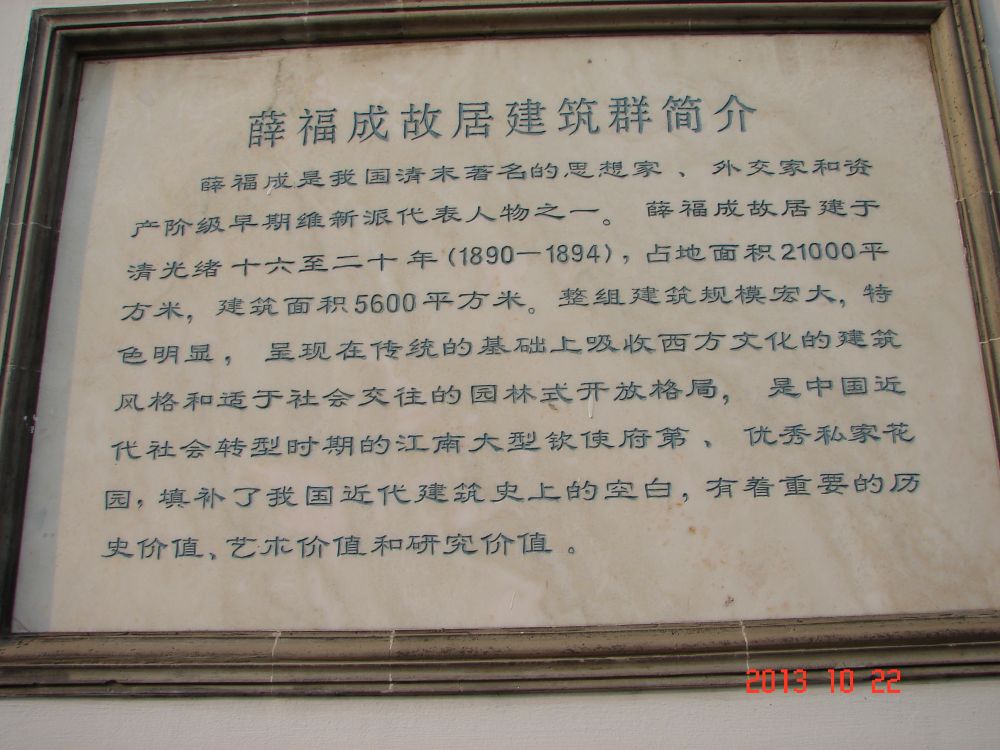 薛福成故居建筑群简介
薛福成是我国清末著名的思想家、外交家和资
产阶级早期维新派代表人物之一。薛福成故居建于
清光绪十六至二十年(1890—1894)，占地面积21000平
方米，建筑面积5600平方米。整组建筑规模宏大，特
色明显，呈现在传统的基础上吸收西方文化的建筑
风格和适于社会交往的园林式开放格局，是中国近
代社会转型时期的江南大型钦使府第、优秀私家花
园，填补了我国近代建筑史上的空白，有着重要的历
史价值、艺术价值和研究价值。
2013 10 22